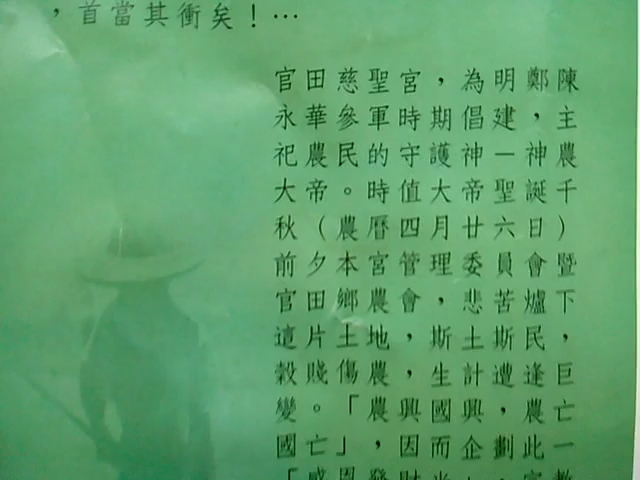 ，首當其衝矣！…
官田慈聖宮，為明鄭陳
永華參軍時期倡建，主
祀農民的守護神—神農
大帝。時值大帝聖誕千
秋（農曆四月廿六日）
前夕本宮管理委員會暨
官田鄉農會，悲苦爐下
這片土地，斯土斯民，
穀賤傷農，生計遭逢巨
變。「農興國興，農亡
國亡」，因而企劃此一
「感恩發財